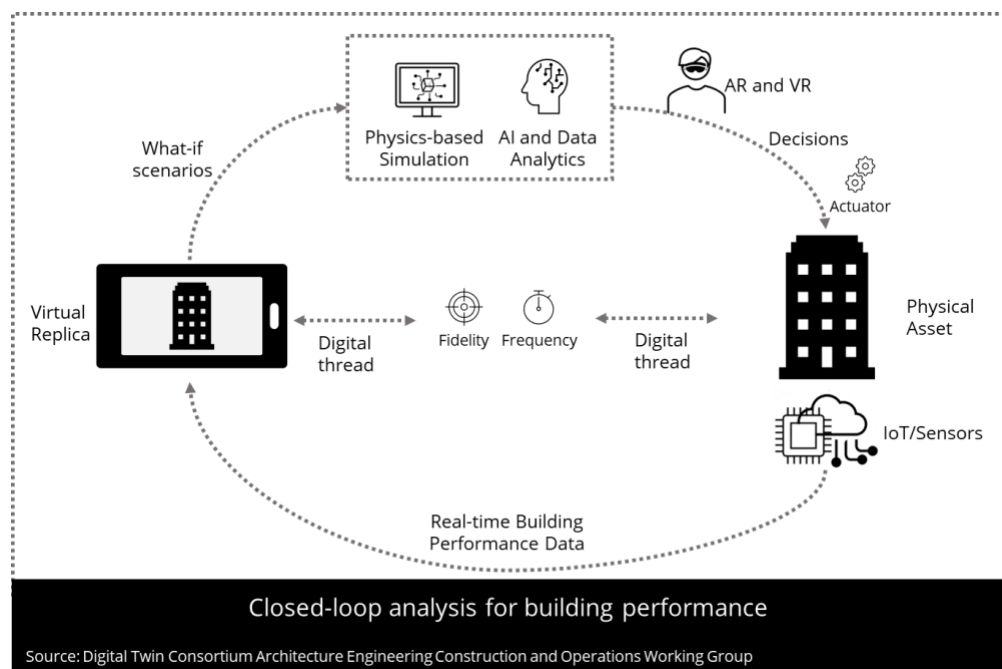 AR and VR
Physics-based
Simulation
AI and Data
Analytics
What-if
scenarios
Decisions
Actuator
Virtual
Replica
Digital
thread
Fidelity
Frequency
Digital
thread
Physical
Asset
IoT/Sensors
Real-time Building
Performance Data
Closed-loop analysis for building performance
Source: Digital Twin Consortium Architecture Engineering Construction and Operations Working Group